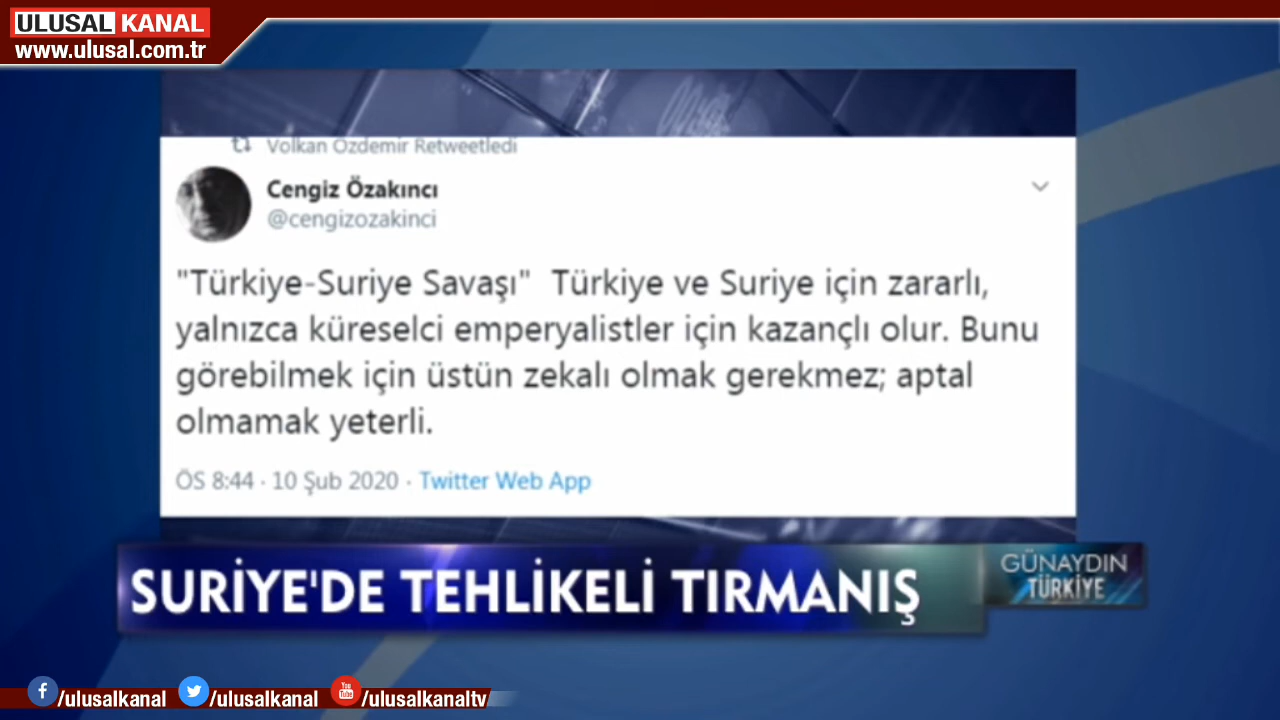 ULUSAL KANAL
www.ulusal.com.tr
Volkan Özdemir Retweetledi
Cengiz Özakıncı
@cengizozakinci
"Türkiye-Suriye Savaşı"  Türkiye ve Suriye için zararlı,
yalnızca küreselci emperyalistler için kazançlı olur. Bunu
görebilmek için üstün zekalı olmak gerekmez; aptal
olmamak yeterli.
ÖS 8:44 · 10 Şub 2020 · Twitter Web App
SURİYE'DE TEHLİKELİ TIRMANIŞ
GÜNAYDIN
TÜRKİYE
/ulusalkanal /ulusalkanal /ulusalkanaltv